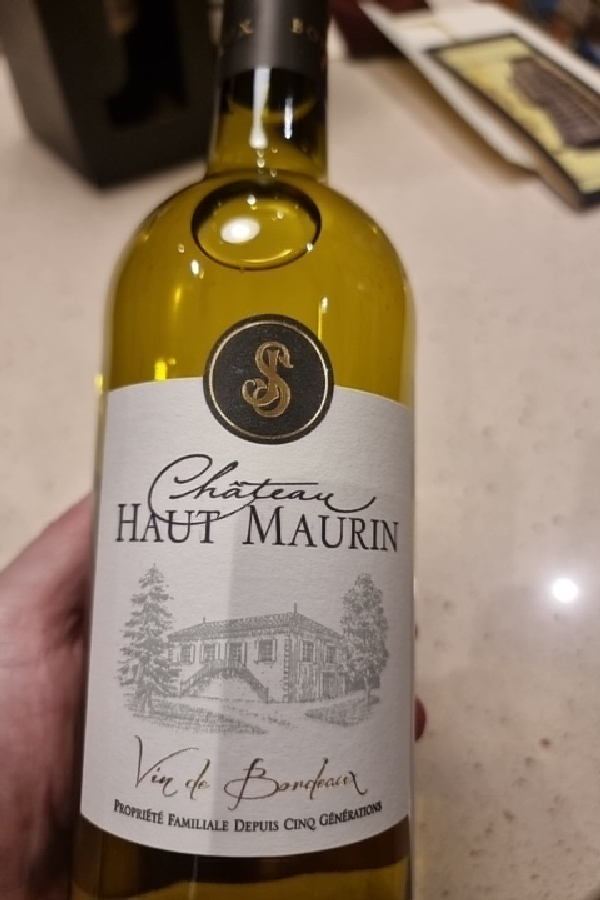 Château
HAUT MAURIN
Vin de Bordeaux
PROPRIÉTÉ FAMILIALE DEPUIS CINQ GÉNÉRATIONS